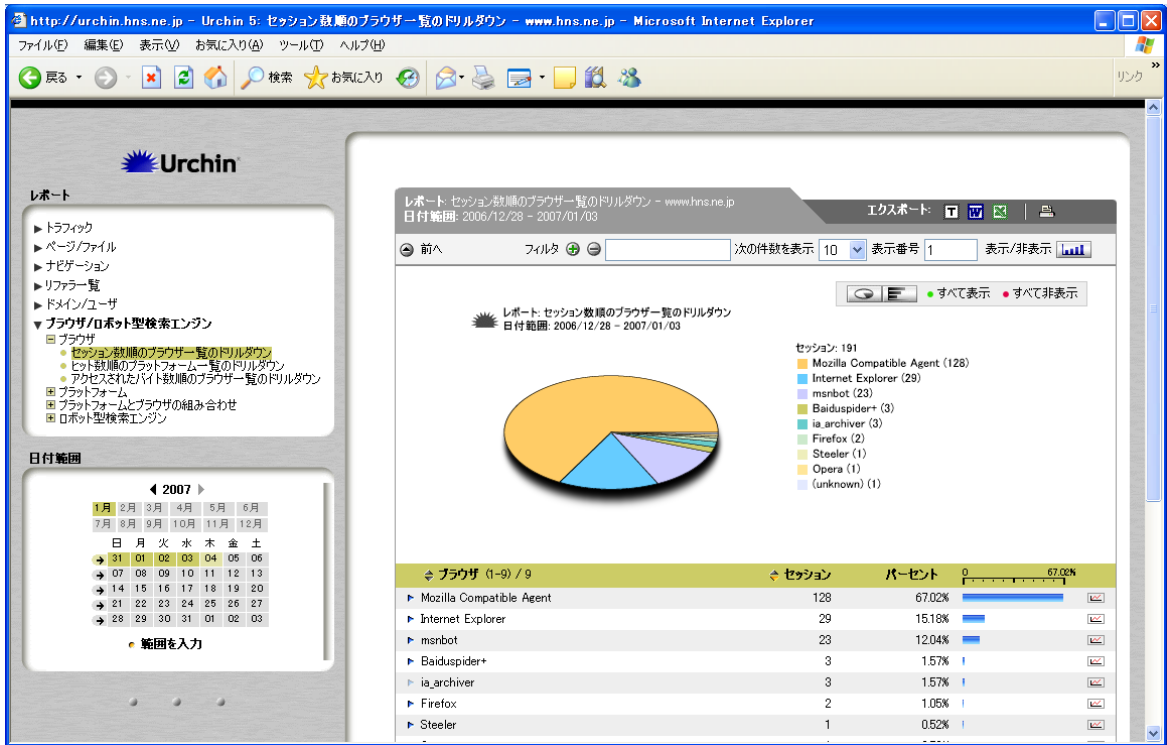 http://urchin.hns.ne.jp - Urchin 5: セッション数順のブラウザー覧のドリルダウン - www.hns.ne.jp - Microsoft Internet Explorer
ファイル(F) 編集(E) 表示(V) お気に入り(A) ツール(T) ヘルプ(H)
戻る 検索 お気に入り リンク
Urchin
レポート
トラフィック
ページ/ファイル
ナビゲーション
リファラー覧
ドメイン/ユーザ
ブラウザ/ロボット型検索エンジン
ブラウザ
セッション数順のブラウザー覧のドリルダウン
ヒット数順のプラットフォーム一覧のドリルダウン
アクセスされたバイト数順のブラウザー覧のドリルダウン
プラットフォーム
プラットフォームとブラウザの組み合わせ
ロボット型検索エンジン
日付範囲
2007
1月 2月 3月 4月 5月 6月
7月 8月 9月 10月 11月 12月
日 月 火 水 木 金 土
31 01 02 03 04 05 06
07 08 09 10 11 12 13
14 15 16 17 18 19 20
21 22 23 24 25 26 27
28 29 30 31 01 02 03
範囲を入力
レポート: セッション数順のブラウザー覧のドリルダウン - www.hns.ne.jp
日付範囲: 2006/12/28 - 2007/01/03
エクスポート: T W X
前へ フィルタ 次の件数を表示 10 表示番号 1 表示/非表示
すべて表示 すべて非表示
レポート: セッション数順のブラウザー覧のドリルダウン
日付範囲: 2006/12/28 - 2007/01/03
セッション: 191
Mozilla Compatible Agent (128)
Internet Explorer (29)
msnbot (23)
Baiduspider+ (3)
ia_archiver (3)
Firefox (2)
Steeler (1)
Opera (1)
(unknown) (1)
ブラウザ (1-9) / 9 セッション パーセント 0 67.02%
Mozilla Compatible Agent 128 67.02%
Internet Explorer 29 15.18%
msnbot 23 12.04%
Baiduspider+ 3 1.57%
ia_archiver 3 1.57%
Firefox 2 1.05%
Steeler 1 0.52%